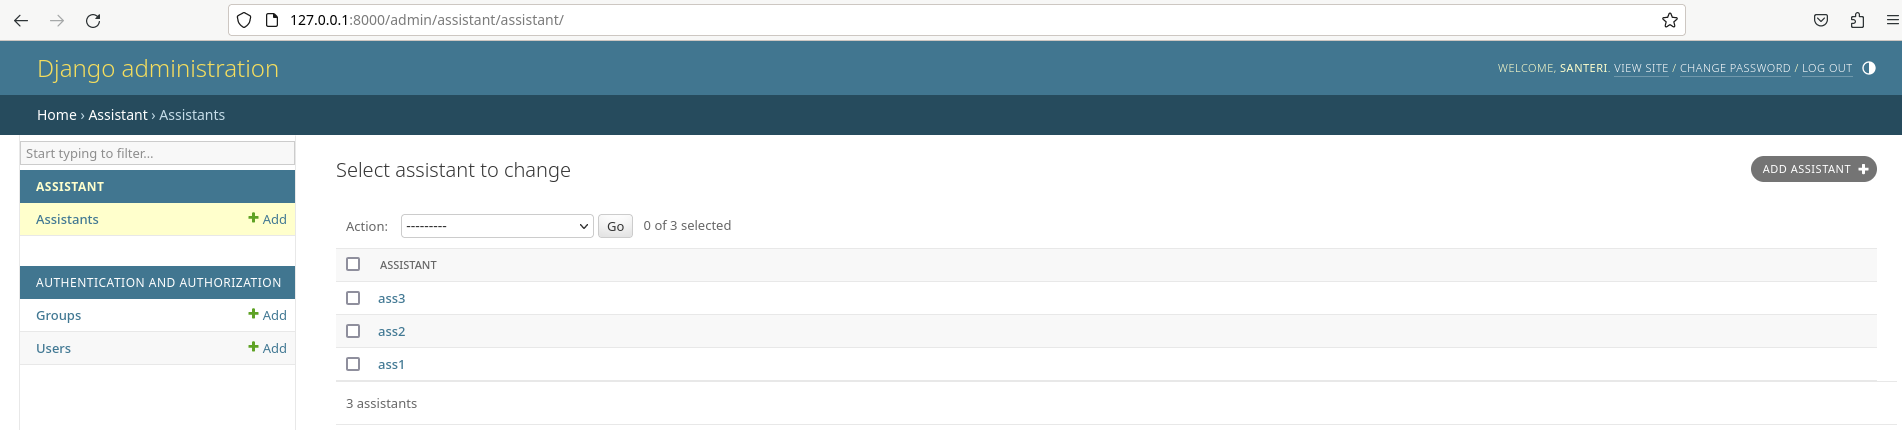 127.0.0.1:8000/admin/assistant/assistant/
Django administration
WELCOME, SANTERI. VIEW SITE / CHANGE PASSWORD / LOG OUT
Home › Assistant › Assistants
Start typing to filter...
ASSISTANT
Assistants
Add
AUTHENTICATION AND AUTHORIZATION
Groups
Add
Users
Add
Select assistant to change
ADD ASSISTANT
Action: --------- Go 0 of 3 selected
ASSISTANT
ass3
ass2
ass1
3 assistants